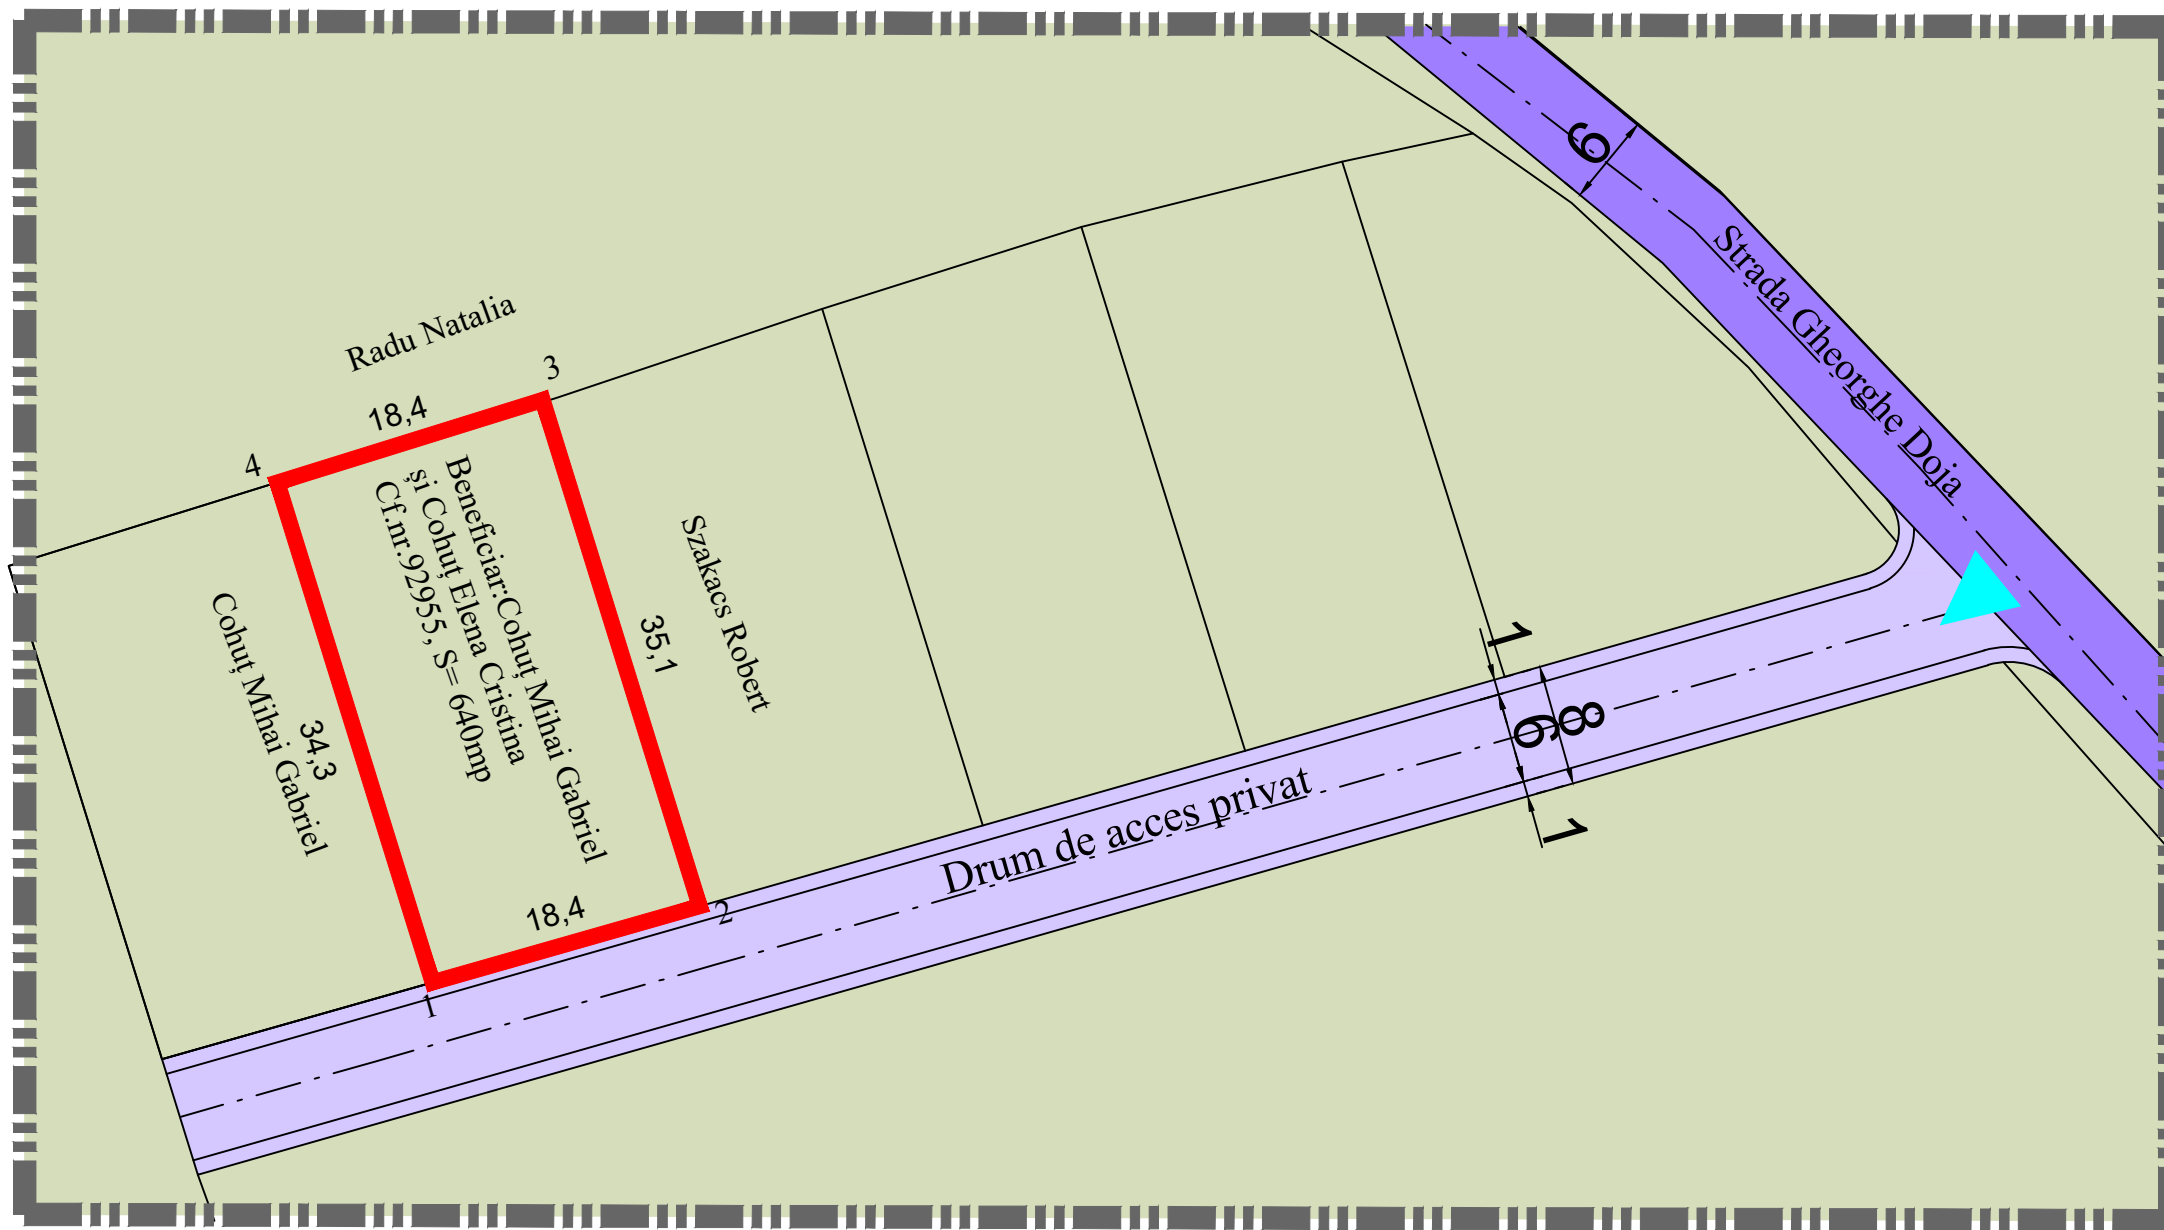 6
Strada Gheorghe Doja
Radu Natalia
3
18,4
4
Beneficiar:Cohuț Mihai Gabriel
și Cohuț Elena Cristina
Cf.nr.92955, S= 640mp
Szakacs Robert
35,1
Cohuț Mihai Gabriel
34,3
1
8
6
1
Drum de acces privat
18,4
2
1